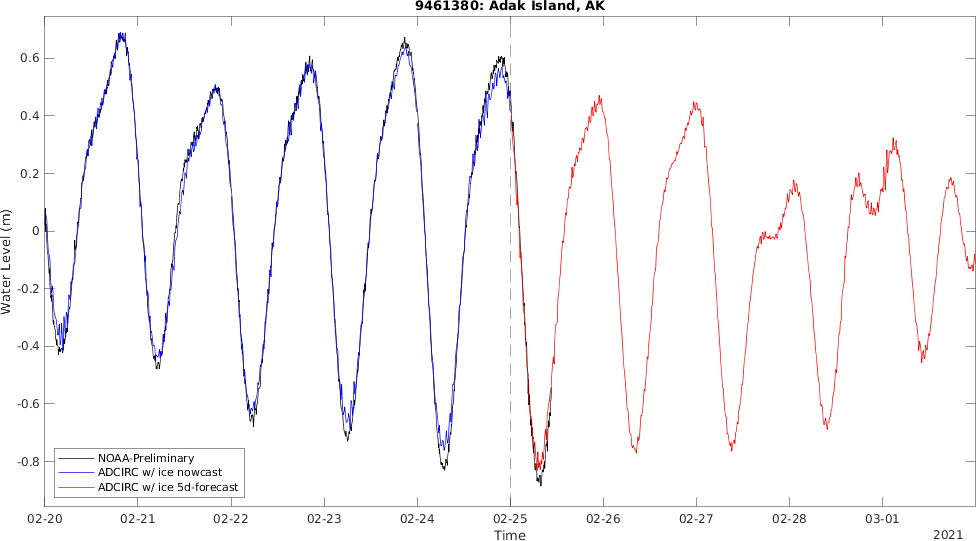 9461380: Adak Island, AK
0.6
0.4
0.2
0
-0.2
-0.4
-0.6
-0.8
Water Level (m)
NOAA-Preliminary
ADCIRC w/ ice nowcast
ADCIRC w/ ice 5d-forecast
02-20 02-21 02-22 02-23 02-24 02-25 02-26 02-27 02-28 03-01
Time
2021